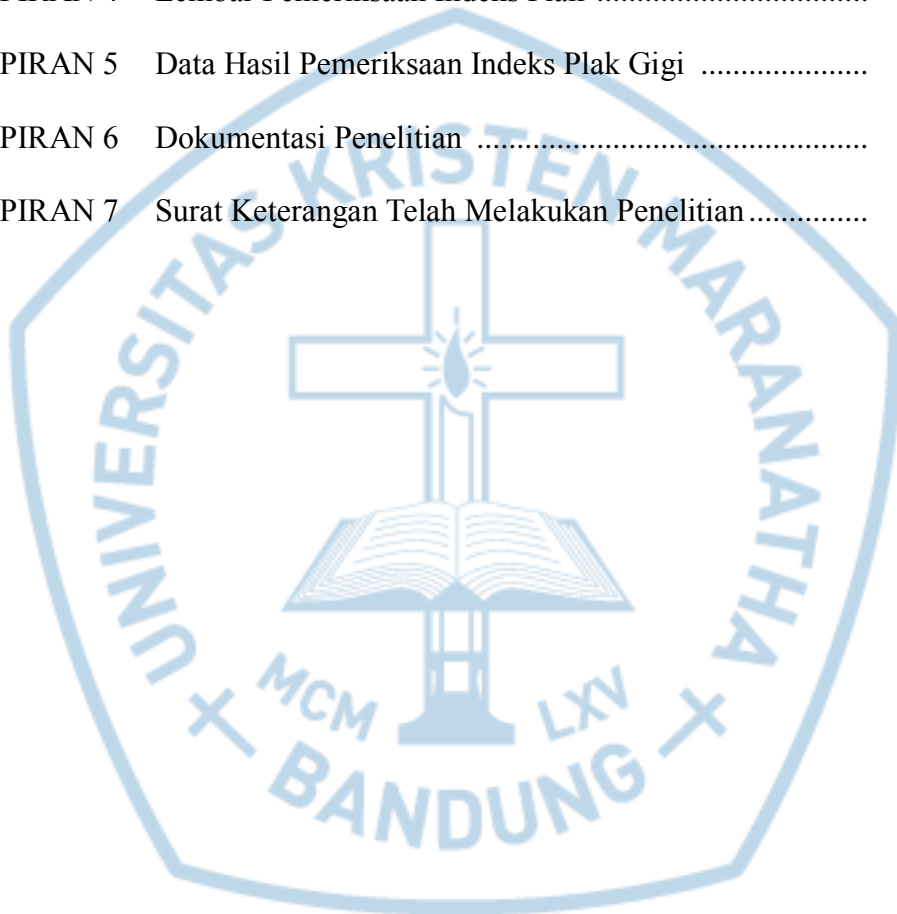 PIRAN 5 Data Hasil Pemeriksaan Indeks Plak Gigi .....................
PIRAN 6 Dokumentasi Penelitian .................................................
PIRAN 7 Surat Keterangan Telah Melakukan Penelitian ...............
UNIVERSITAS KRISTEN MARANATHA
MCM LXV
BANDUNG